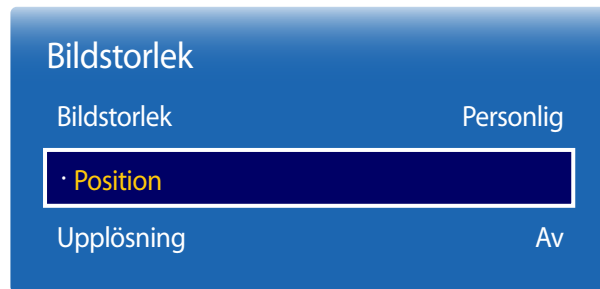 Bildstorlek
Bildstorlek Personlig
· Position
Upplösning Av